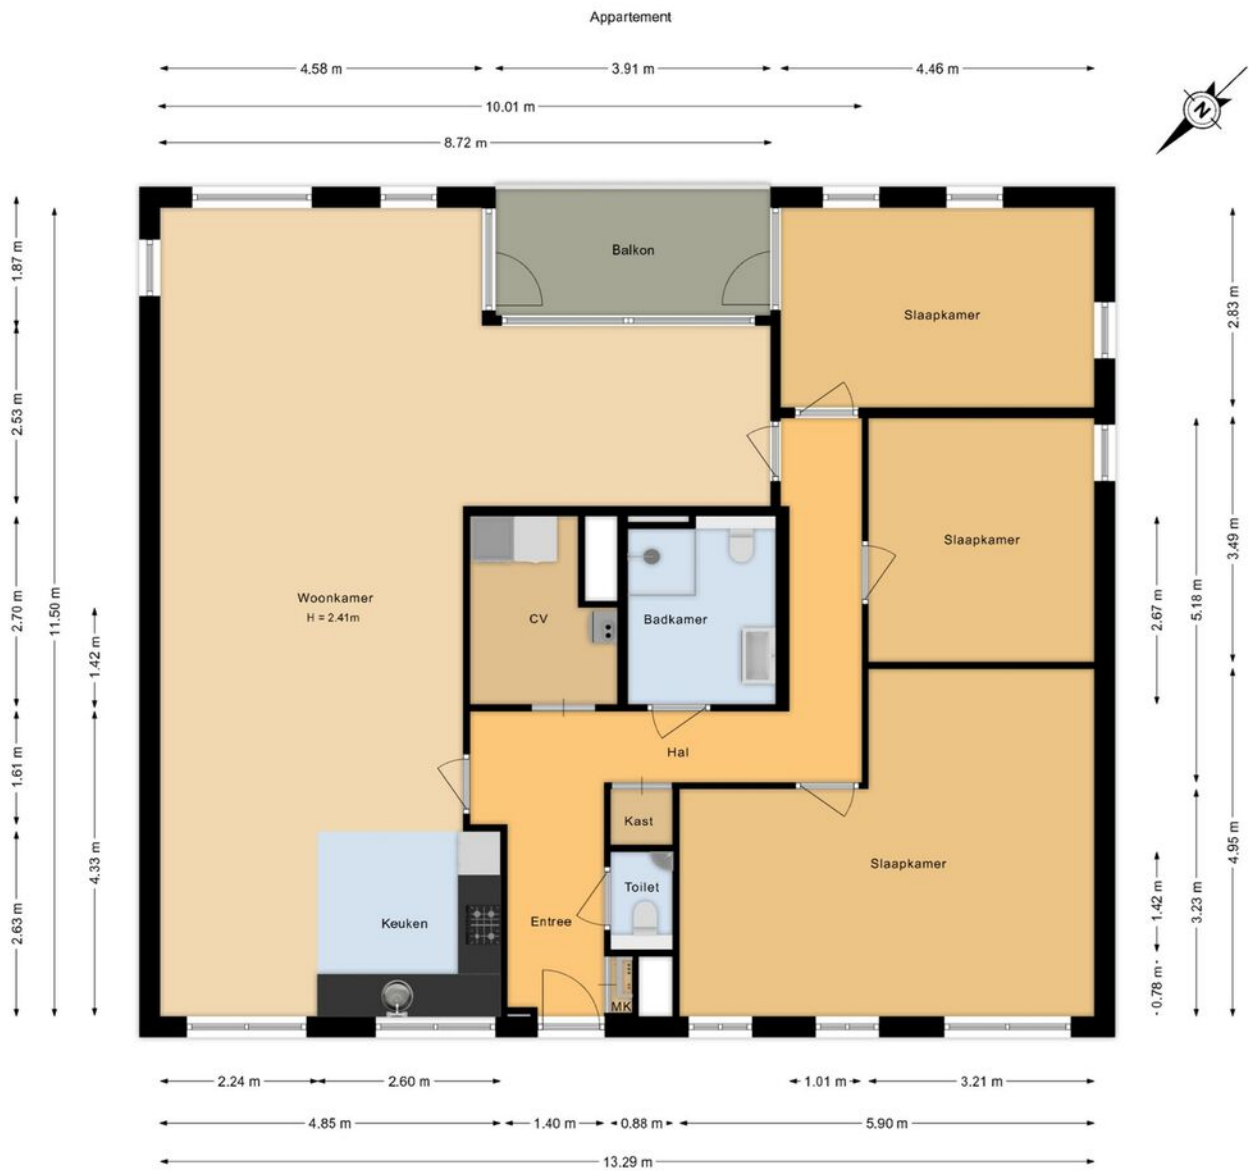 Appartement
4.58 m
3.91 m
4.46 m
10.01 m
8.72 m
N
1.87 m
11.50 m
2.53 m
2.70 m
1.42 m
1.61 m
4.33 m
2.63 m
Balkon
Slaapkamer
2.83 m
Slaapkamer
3.49 m
5.18 m
2.67 m
Woonkamer
H = 2.41m
CV
Badkamer
Hal
Kast
Slaapkamer
4.95 m
Toilet
1.42 m
3.23 m
Keuken
Entree
0.78 m
MK
2.24 m
2.60 m
1.01 m
3.21 m
4.85 m
1.40 m
0.88 m
5.90 m
13.29 m